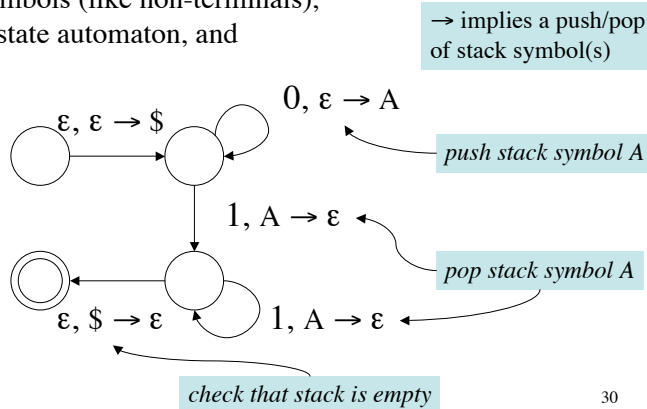 symbols (like non-terminals),
state automaton, and
→ implies a push/pop
of stack symbol(s)
ε, ε → $
0, ε → A
push stack symbol A
1, A → ε
pop stack symbol A
ε, $ → ε
1, A → ε
check that stack is empty
30